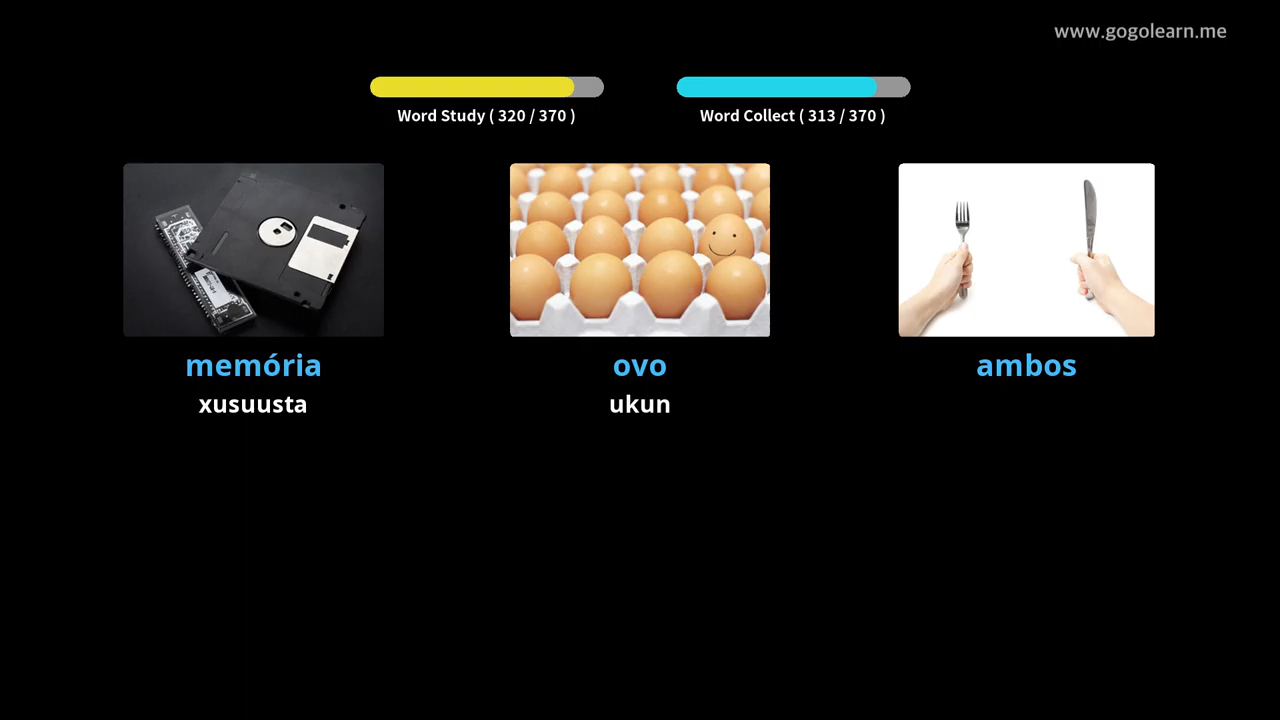 www.gogolearn.me
Word Study ( 320 / 370 )
Word Collect ( 313 / 370 )
memória
ovo
ambos
xusuusta
ukun